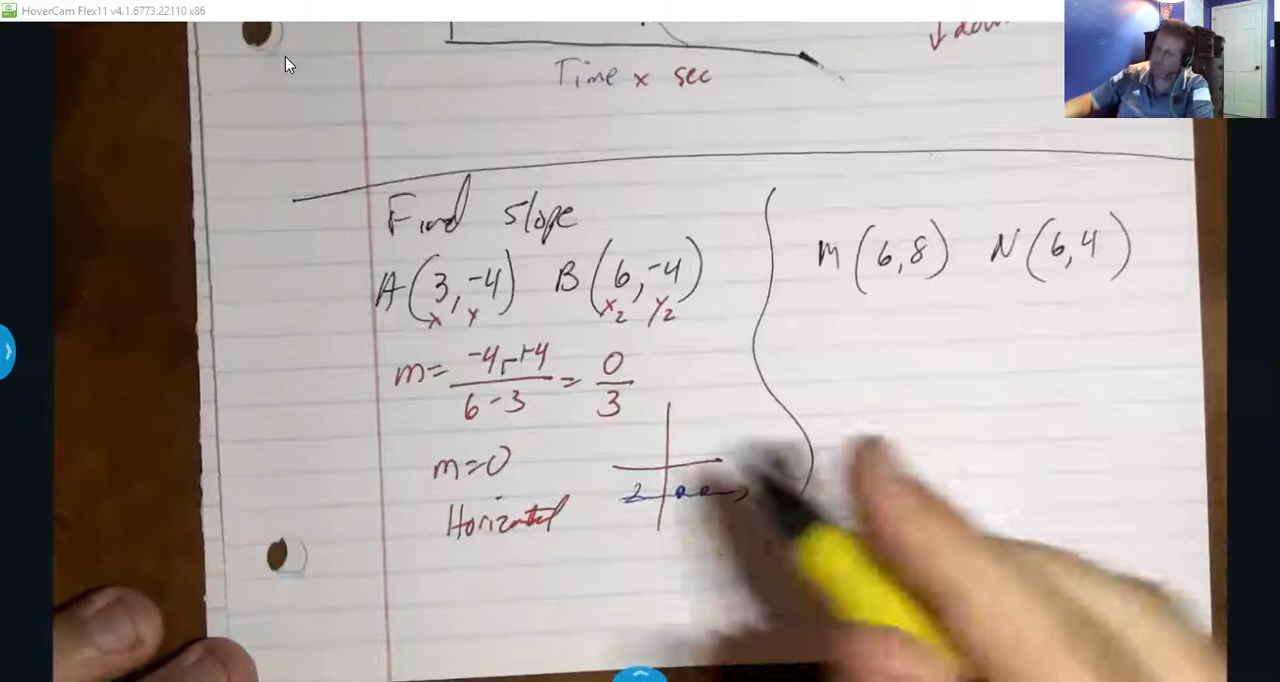 HoverCam Flex11 v4.1.6773.22110 x86
Time x sec
↓
Find slope
A(3,-4) B(6,-4)
x y x2 y2
m= -4-+4 / 6-3 = 0/3
m=0
Horizontal
M(6,8) N(6,4)